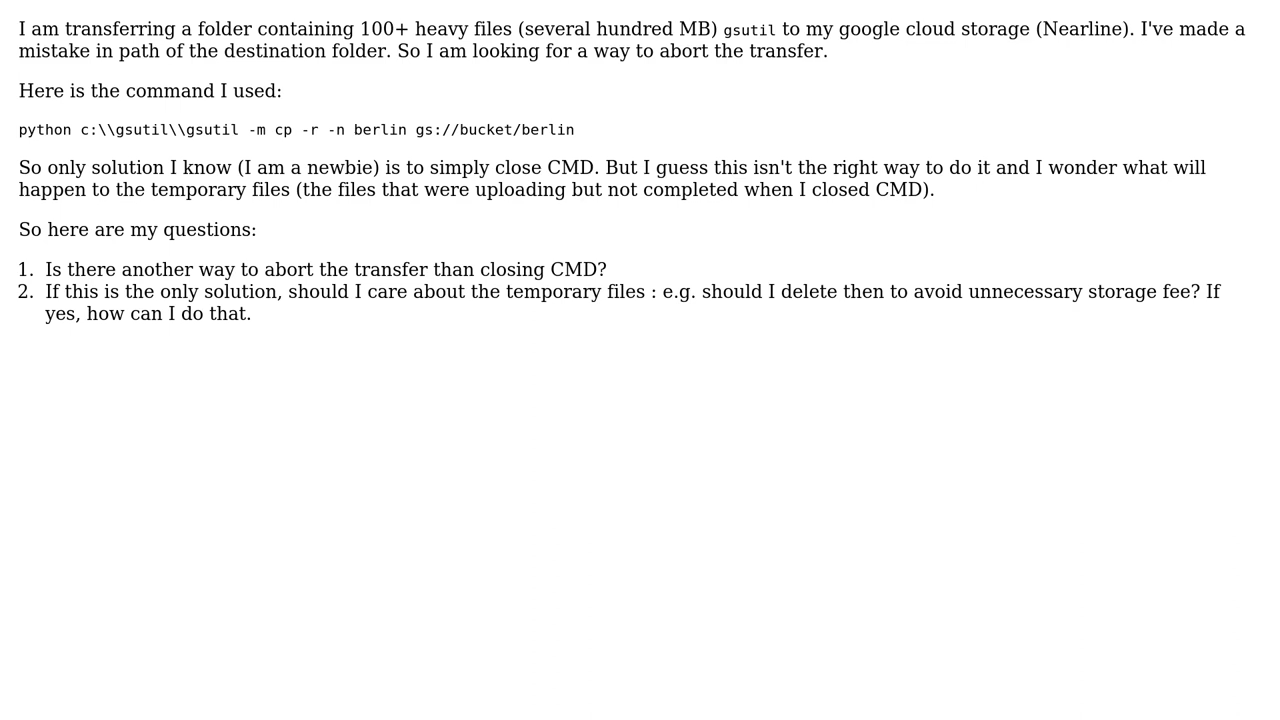 I am transferring a folder containing 100+ heavy files (several hundred MB) gsutil to my google cloud storage (Nearline). I've made a
mistake in path of the destination folder. So I am looking for a way to abort the transfer.
Here is the command I used:
python c:\\gsutil\\gsutil -m cp -r -n berlin gs://bucket/berlin
So only solution I know (I am a newbie) is to simply close CMD. But I guess this isn't the right way to do it and I wonder what will
happen to the temporary files (the files that were uploading but not completed when I closed CMD).
So here are my questions:
1. Is there another way to abort the transfer than closing CMD?
2. If this is the only solution, should I care about the temporary files : e.g. should I delete then to avoid unnecessary storage fee? If
yes, how can I do that.